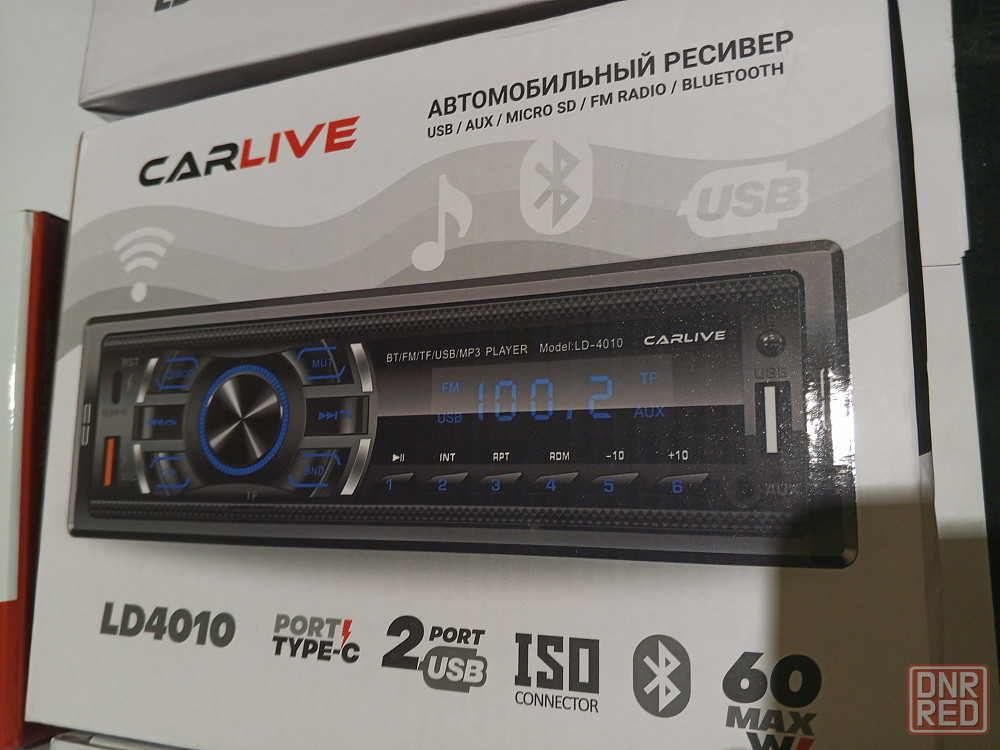 АВТОМОБИЛЬНЫЙ РЕСИВЕР
USB / AUX / MICRO SD / FM RADIO / BLUETOOTH
CARLIVE
USB
BT/FM/TF/USB/MP3 PLAYER Model:LD-4010 CARLIVE
RST
MUT
FM 100.2 TF
USB AUX
USB
INT RPT RDM -10 +10
1 2 3 4 5 6
BND
TF
AUX
LD4010
PORT
TYPE-C
2 PORT
USB
ISO
CONNECTOR
60
MAX
DNR
RED